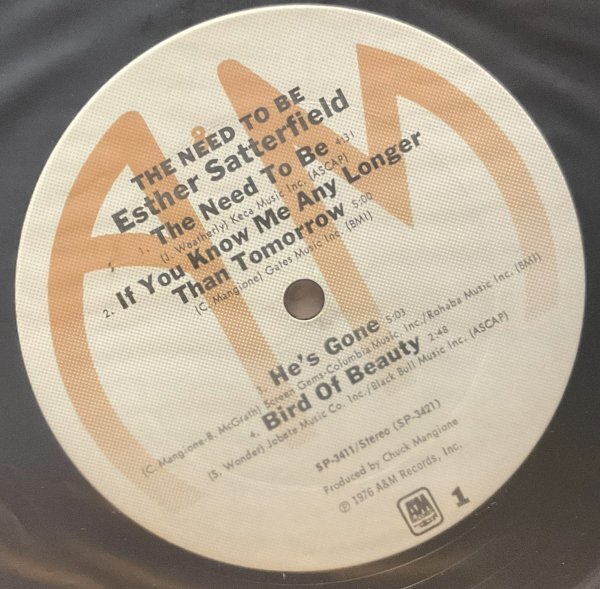 THE NEED TO BE
Esther Satterfield
1. The Need To Be 4:31
(J. Weatherly) Keca Music Inc. (ASCAP)
2. If You Know Me Any Longer
Than Tomorrow 5:00
(C. Mangione) Gates Music Inc. (BMI)
3. He's Gone 5:03
(C. Mangione-B. McGrath) Screen Gems-Columbia Music, Inc./Rohaba Music Inc. (BMI)
4. Bird Of Beauty 2:48
(S. Wonder) Jobete Music Co. Inc./Black Bull Music Inc. (ASCAP)
SP-3411/Stereo (SP-3421)
Produced by Chuck Mangione
℗ 1976 A&M Records, Inc.
A&M
1